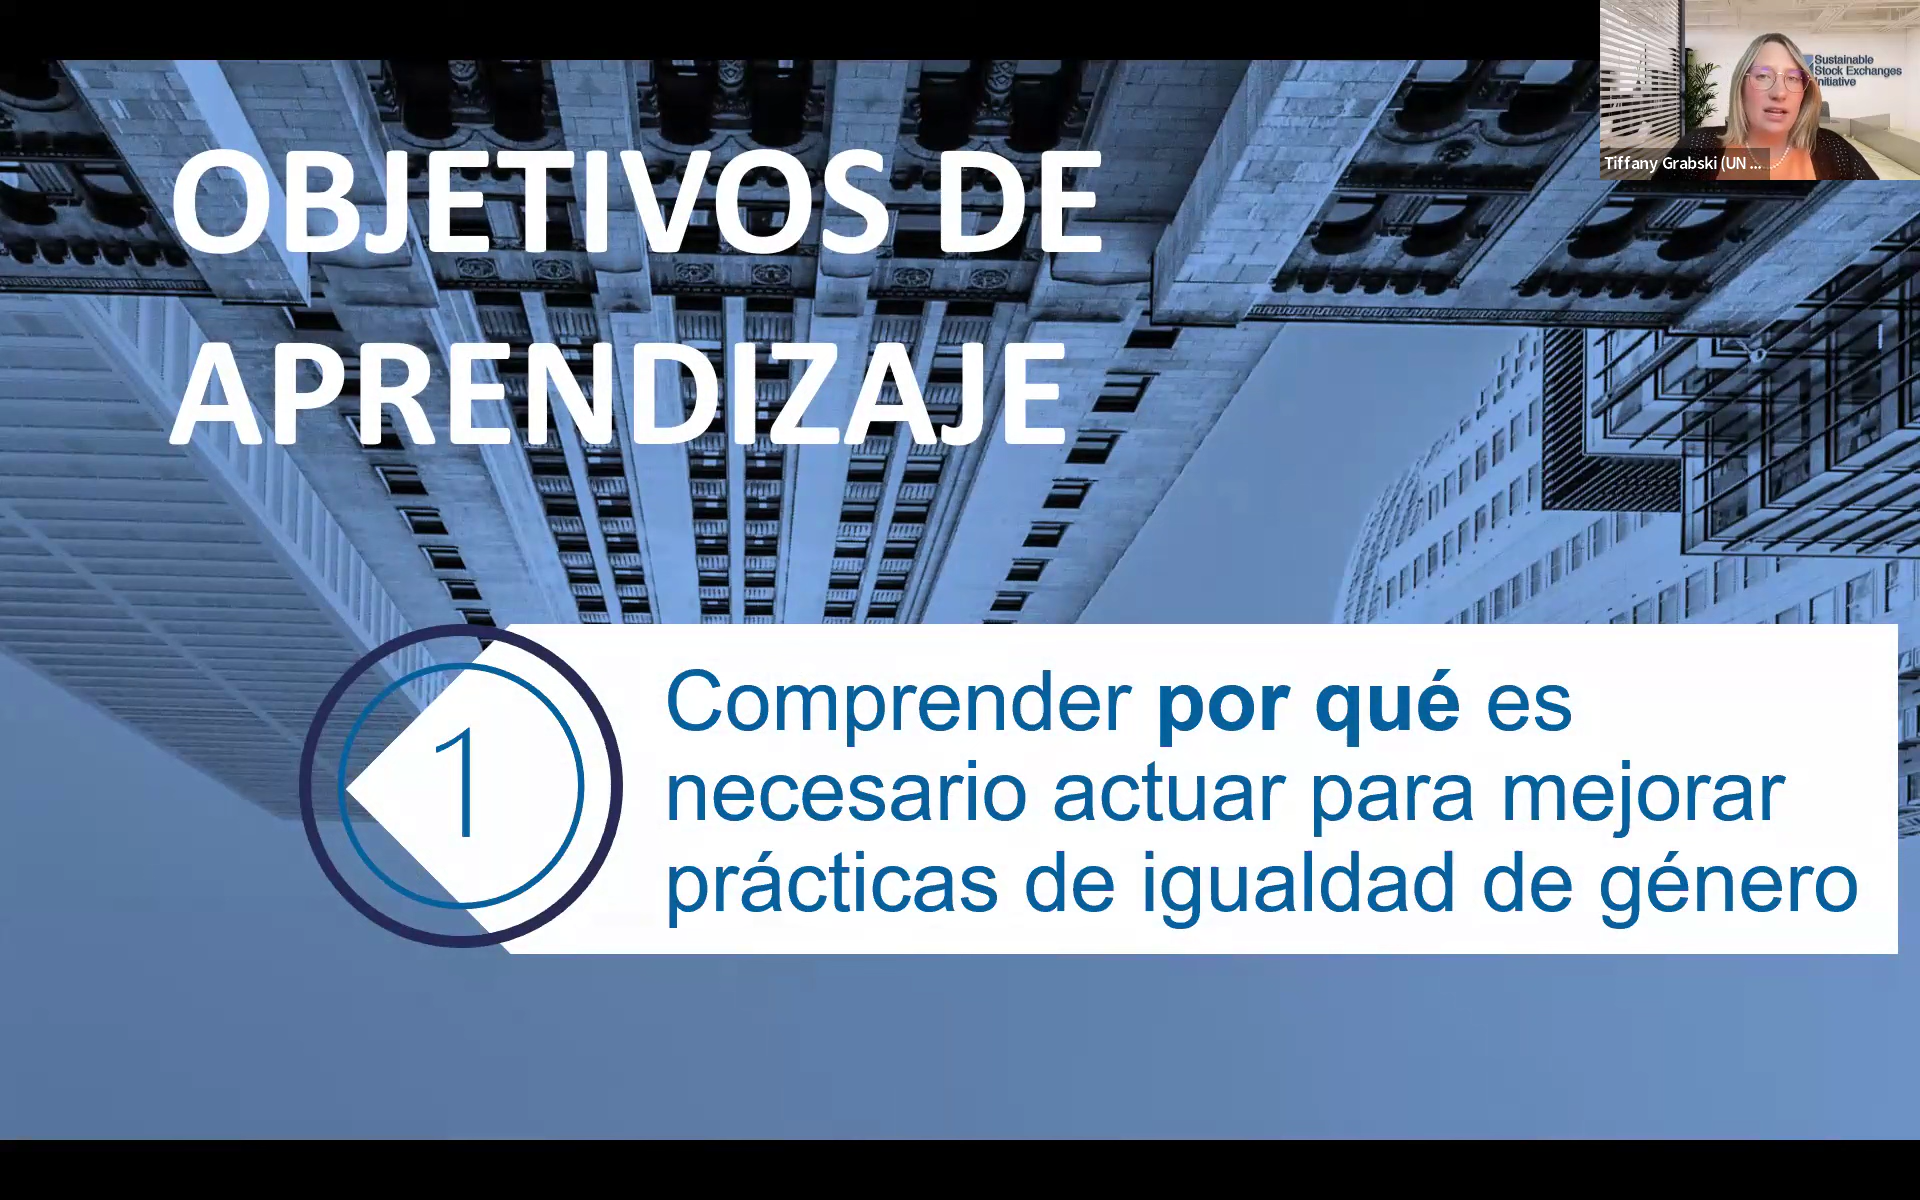 OBJETIVOS DE
APRENDIZAJE
Sustainable
Stock Exchanges
Initiative
Tiffany Grabski (UN ...
1
Comprender por qué es
necesario actuar para mejorar
prácticas de igualdad de género